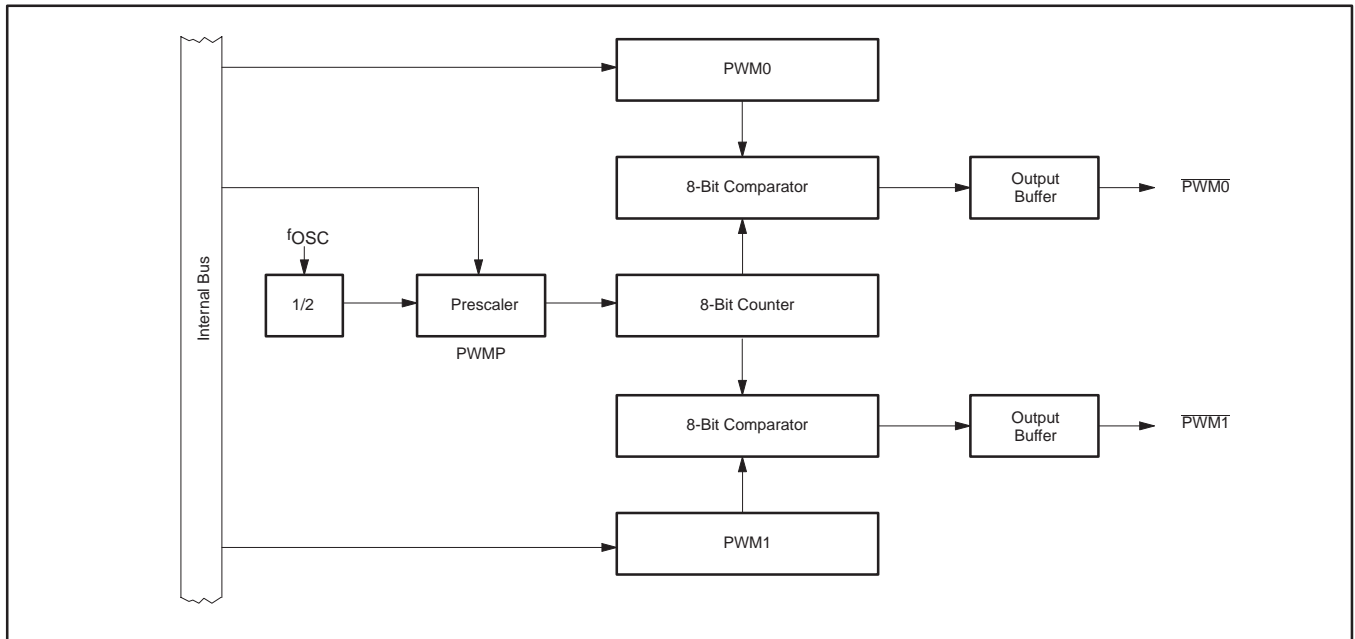 PWM0
8-Bit Comparator
Output
Buffer
PWM0
Internal Bus
fOSC
1/2
Prescaler
8-Bit Counter
PWMP
8-Bit Comparator
Output
Buffer
PWM1
PWM1